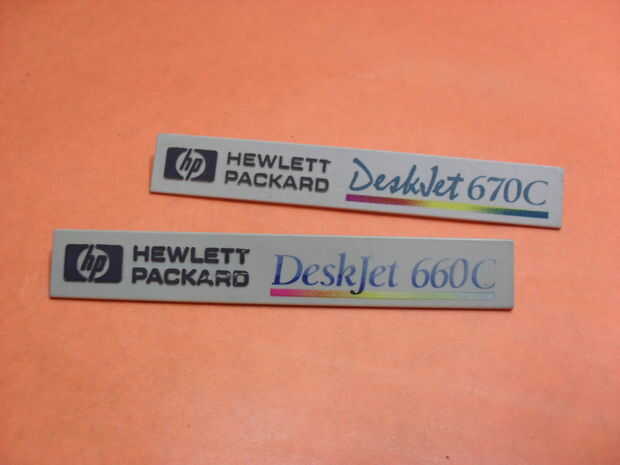 hp HEWLETT PACKARD DeskJet 670C
hp HEWLETT PACKARD DeskJet 660C